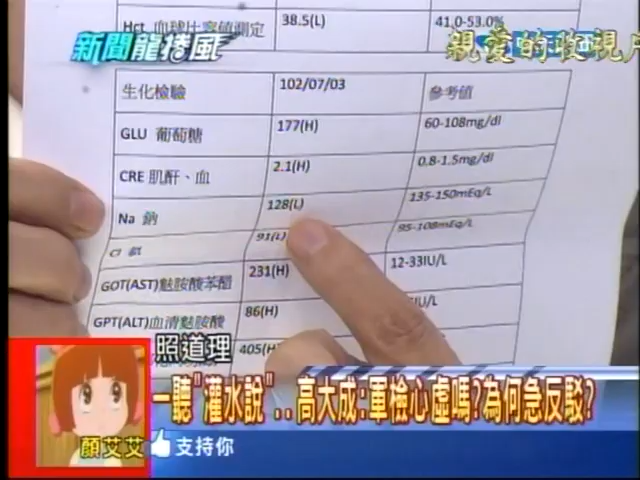 Hct 血球比容值測定 38.5(L) 41.0-53.0%
新聞龍捲風
親愛的收視戶
生化檢驗 102/07/03 參考值
GLU 葡萄糖 177(H) 60-108mg/dl
CRE 肌酐、血 2.1(H) 0.8-1.5mg/dl
Na 鈉 128(L) 135-150mEq/L
Cl 氯 91(L) 95-108mEq/L
GOT(AST)麩胺酸苯醋 231(H) 12-33IU/L
GPT(ALT)血清麩胺酸 86(H) IU/L
405(H
照道理
一聽"灌水說"..高大成:軍檢心虛嗎?為何急反駁?
顏艾艾 支持你